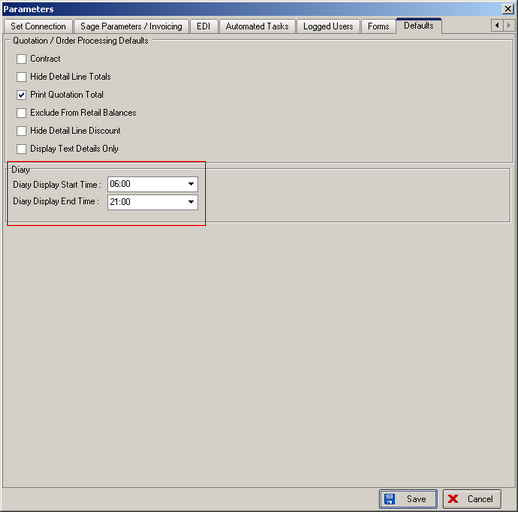 Parameters
Set Connection Sage Parameters / Invoicing EDI Automated Tasks Logged Users Forms Defaults
Quotation / Order Processing Defaults
Contract
Hide Detail Line Totals
Print Quotation Total
Exclude From Retail Balances
Hide Detail Line Discount
Display Text Details Only
Diary
Diary Display Start Time : 06:00
Diary Display End Time : 21:00
Save Cancel